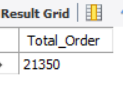 Result Grid
Total_Order
21350